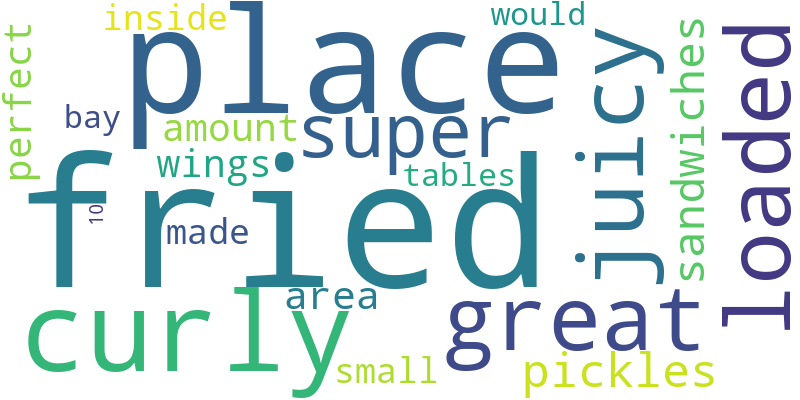 inside
would
place
perfect
bay
amount
super
juicy
sandwiches
loaded
wings
tables
fried
10
made
area
curly
great
small
pickles